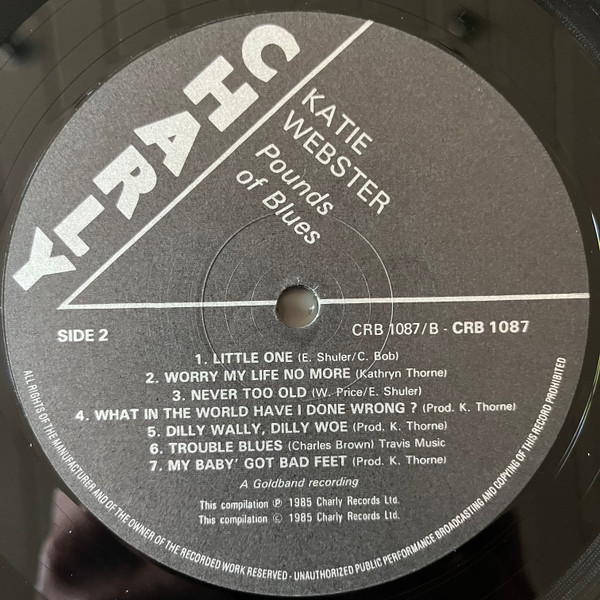 CHARLY
KATIE
WEBSTER
Pounds
of Blues
SIDE 2
CRB 1087/B - CRB 1087
1. LITTLE ONE (E. Shuler/C. Bob)
2. WORRY MY LIFE NO MORE (Kathryn Thorne)
3. NEVER TOO OLD (W. Price/E. Shuler)
4. WHAT IN THE WORLD HAVE I DONE WRONG ? (Prod. K. Thorne)
5. DILLY WALLY, DILLY WOE (Prod. K. Thorne)
6. TROUBLE BLUES (Charles Brown) Travis Music
7. MY BABY' GOT BAD FEET (Prod. K. Thorne)
A Goldband recording
This compilation ℗ 1985 Charly Records Ltd.
This compilation © 1985 Charly Records Ltd.
ALL RIGHTS OF THE MANUFACTURER AND OF THE OWNER OF THE RECORDED WORK RESERVED - UNAUTHORIZED PUBLIC PERFORMANCE BROADCASTING AND COPYING OF THIS RECORD PROHIBITED